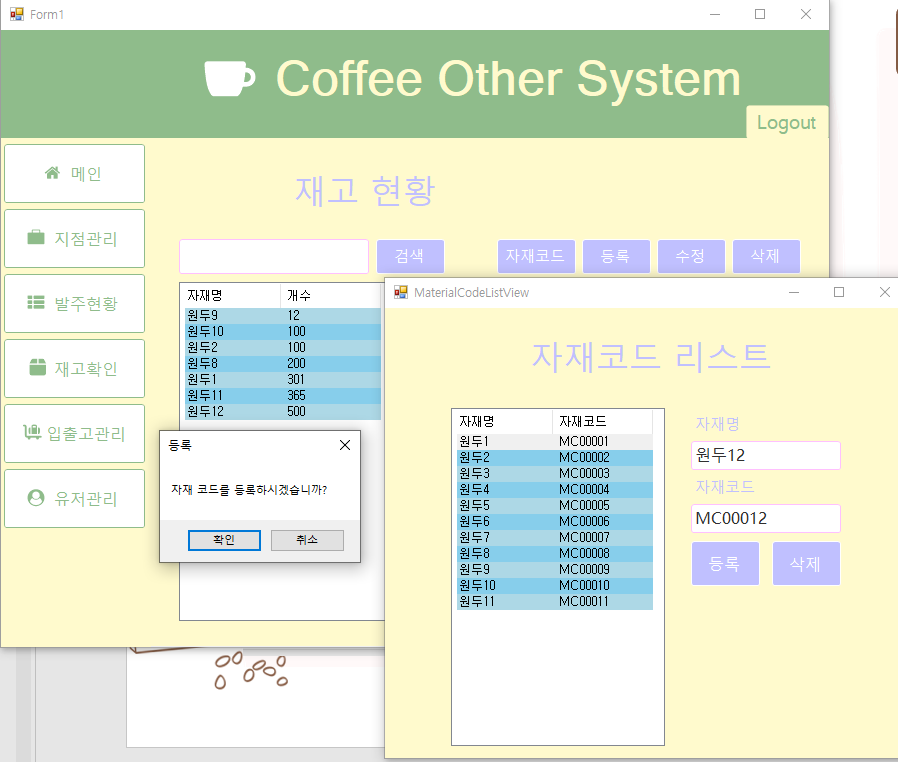 Form1
Coffee Other System
Logout
메인
지점관리
발주현황
재고확인
입출고관리
유저관리
재고 현황
검색
자재코드
등록
수정
삭제
자재명 개수
원두9 12
원두10 100
원두2 100
원두8 200
원두1 301
원두11 365
원두12 500
등록
자재 코드를 등록하시겠습니까?
확인
취소
MaterialCodeListView
자재코드 리스트
자재명 자재코드
원두1 MC00001
원두2 MC00002
원두3 MC00003
원두4 MC00004
원두5 MC00005
원두6 MC00006
원두7 MC00007
원두8 MC00008
원두9 MC00009
원두10 MC00010
원두11 MC00011
자재명
원두12
자재코드
MC00012
등록
삭제